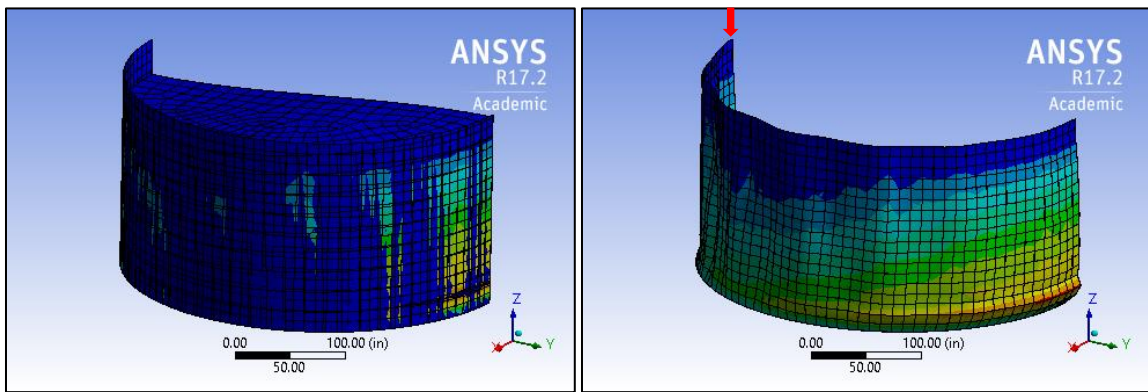 ANSYS
R17.2
Academic
Z
X
Y
0.00
100.00 (in)
50.00
ANSYS
R17.2
Academic
Z
X
Y
0.00
100.00 (in)
50.00